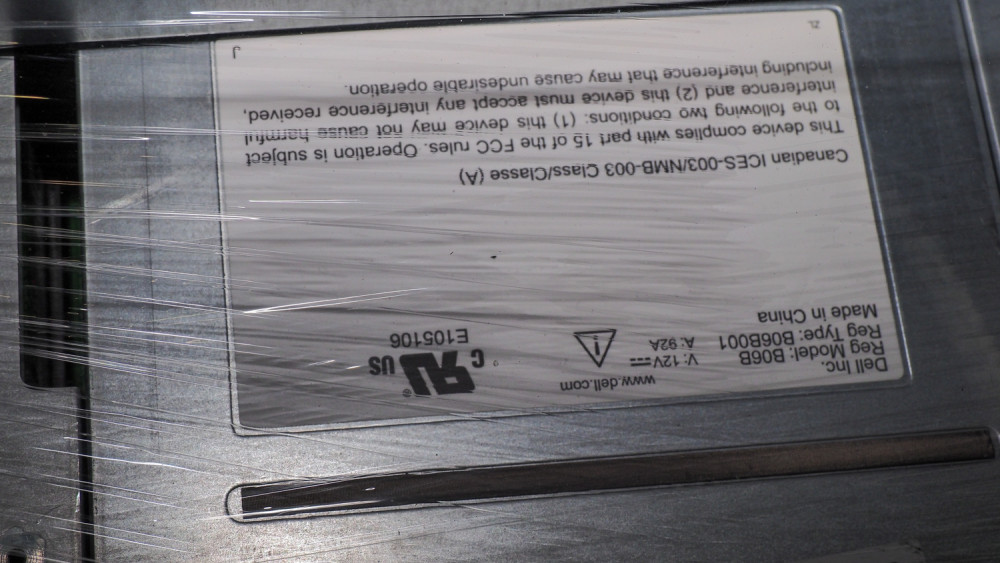 Dell Inc.
Reg Model: B06B
Reg Type: B06B001
Made in China
www.dell.com
V: 12V
A: 92A
c RU US
E105106
Canadian ICES-003/NMB-003 Class/Classe (A)
This device complies with part 15 of the FCC rules. Operation is subject
to the following two conditions: (1) this device may not cause harmful
interference and (2) this device must accept any interference received,
including interference that may cause undesirable operation.
J